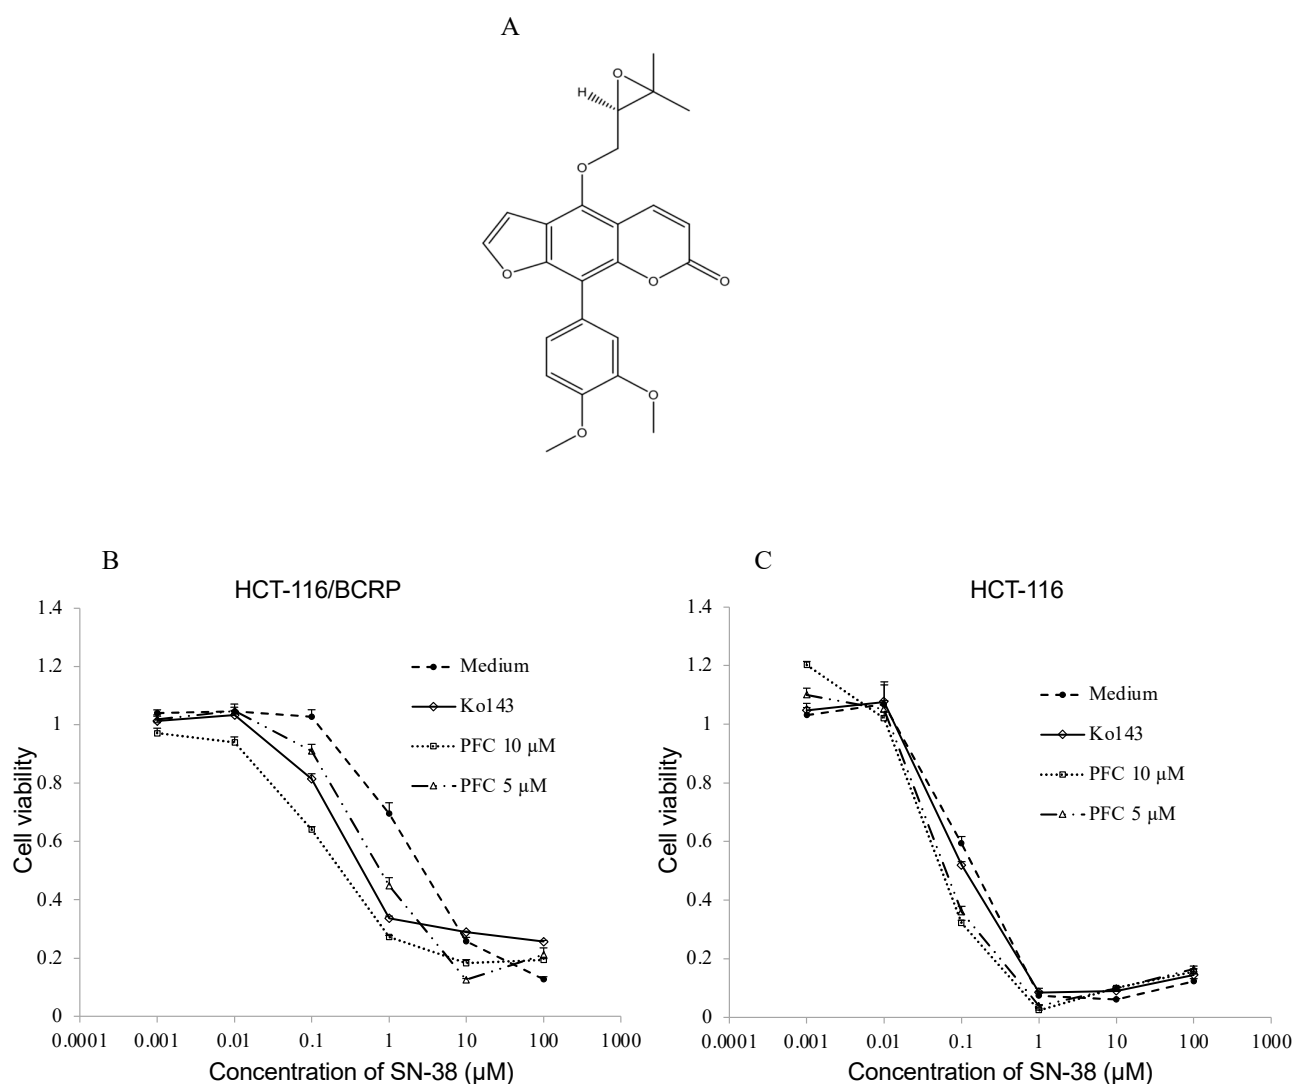 A
O
H
O
O
O
O
O
O
B
HCT-116/BCRP
1.4
1.2
1
0.8
0.6
0.4
0.2
0
Cell viability
Medium
Ko143
PFC 10 µM
PFC 5 µM
0.0001 0.001 0.01 0.1 1 10 100 1000
Concentration of SN-38 (µM)
C
HCT-116
1.4
1.2
1
0.8
0.6
0.4
0.2
0
Cell viability
Medium
Ko143
PFC 10 µM
PFC 5 µM
0.0001 0.001 0.01 0.1 1 10 100 1000
Concentration of SN-38 (µM)